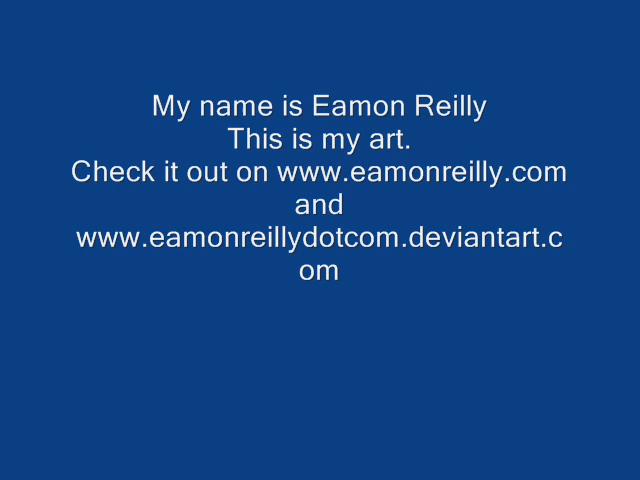 My name is Eamon Reilly
This is my art.
Check it out on www.eamonreilly.com
and
www.eamonreillydotcom.deviantart.c
om